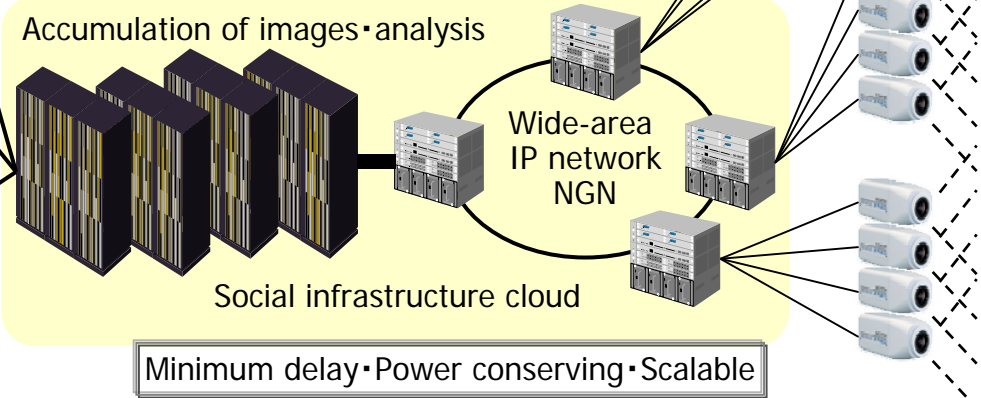 Accumulation of images･analysis
Wide-area
IP network
NGN
Social infrastructure cloud
Minimum delay･Power conserving･Scalable